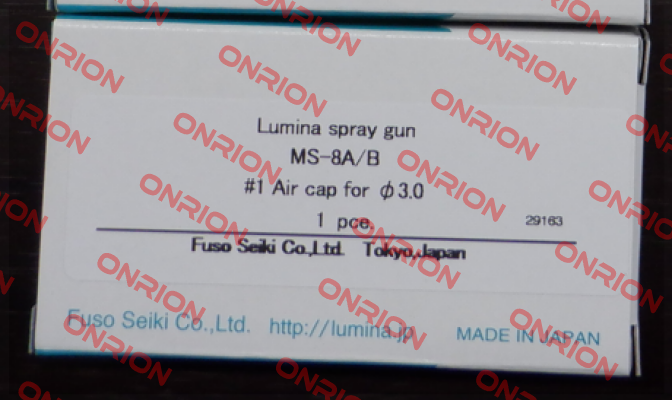 Lumina spray gun
MS-8A/B
#1 Air cap for φ3.0
1 pce.
29163
Fuso Seiki Co.,Ltd. Tokyo,Japan
Fuso Seiki Co.,Ltd. http://lumina.jp MADE IN JAPAN
ONRION